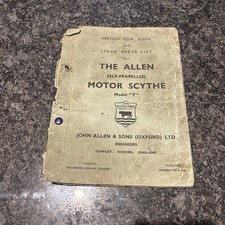 INSTRUCTION BOOK
AND
SPARE PARTS LIST
FOR
THE ALLEN
SELF-PROPELLED
MOTOR SCYTHE
Model "T"
JOHN ALLEN & SONS (OXFORD) LTD.
ENGINEERS
COWLEY, OXFORD, ENGLAND